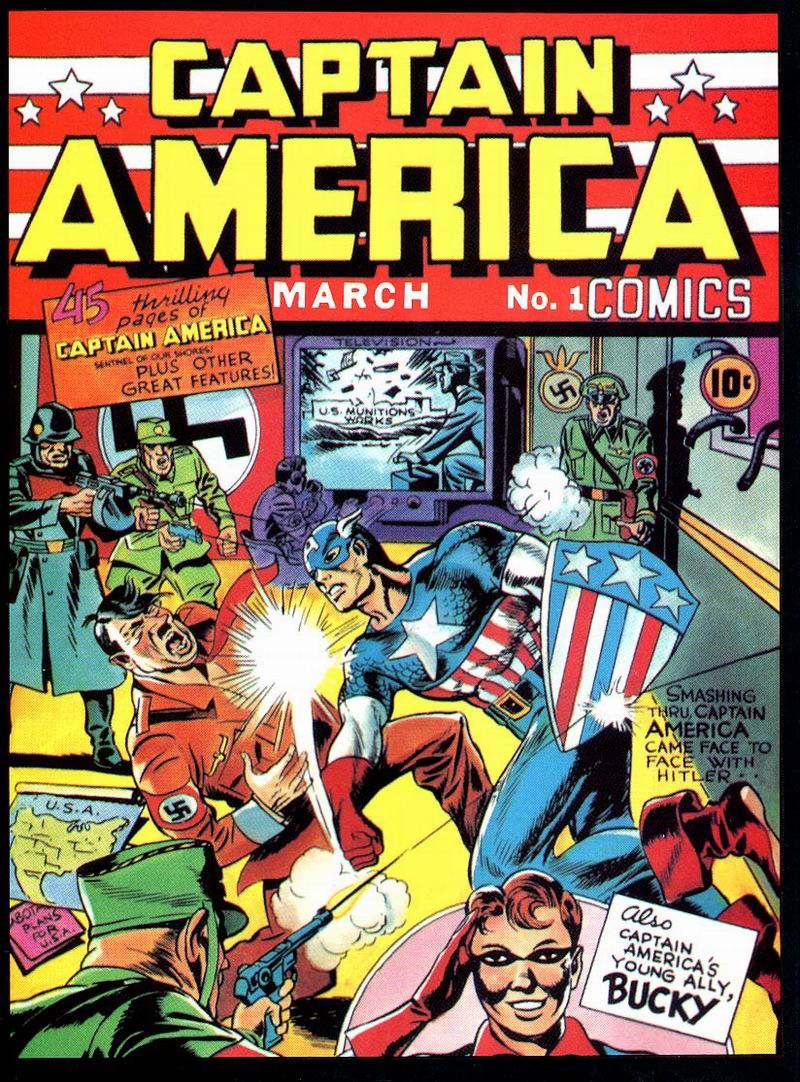 CAPTAIN
AMERICA
MARCH No. 1 COMICS
45 thrilling
pages of
CAPTAIN AMERICA
SENTINEL OF OUR SHORES!
PLUS OTHER
GREAT FEATURES!
TELEVISION
U.S. MUNITIONS
WORKS
10¢
SMASHING
THRU, CAPTAIN
AMERICA
CAME FACE TO
FACE WITH
HITLER . .
U.S.A.
PLANS
FOR
U.S.A
Also
CAPTAIN
AMERICA'S
YOUNG ALLY,
BUCKY